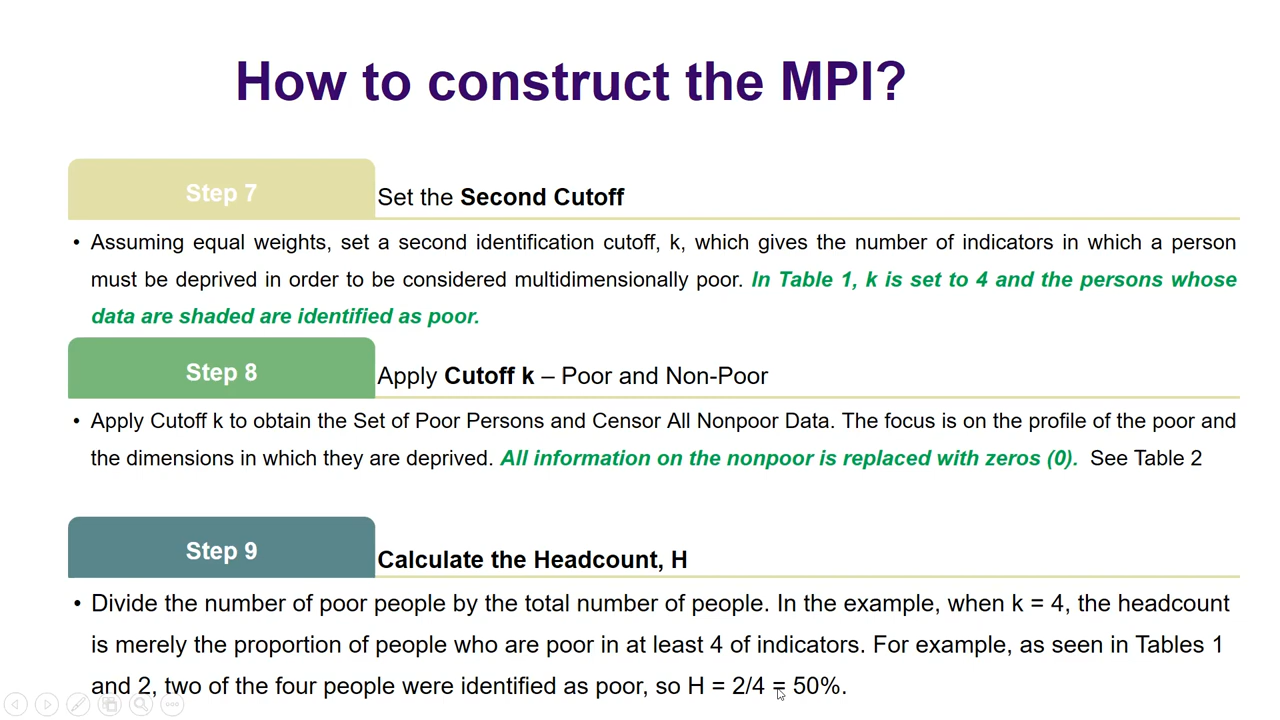 How to construct the MPI?
Step 7
Set the Second Cutoff
• Assuming equal weights, set a second identification cutoff, k, which gives the number of indicators in which a person
must be deprived in order to be considered multidimensionally poor. In Table 1, k is set to 4 and the persons whose
data are shaded are identified as poor.
Step 8
Apply Cutoff k – Poor and Non-Poor
• Apply Cutoff k to obtain the Set of Poor Persons and Censor All Nonpoor Data. The focus is on the profile of the poor and
the dimensions in which they are deprived. All information on the nonpoor is replaced with zeros (0). See Table 2
Step 9
Calculate the Headcount, H
• Divide the number of poor people by the total number of people. In the example, when k = 4, the headcount
is merely the proportion of people who are poor in at least 4 of indicators. For example, as seen in Tables 1
and 2, two of the four people were identified as poor, so H = 2/4 = 50%.